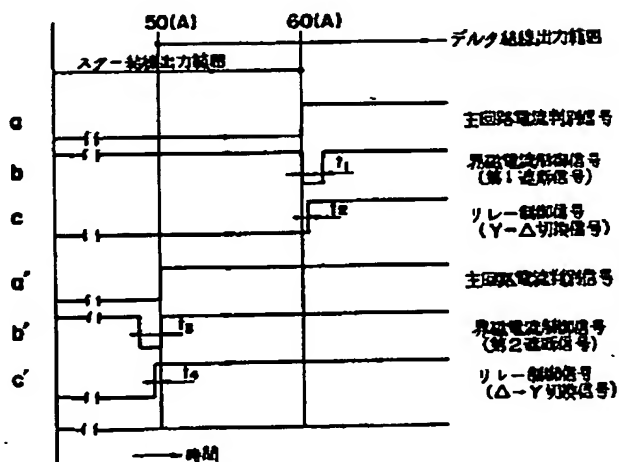 50(A)
60(A)
デルタ結線出力範囲
スター結線出力範囲
a
主回路電流判別信号
b
t1
界磁電流制御信号
(第1遮断信号)
c
t2
リレー制御信号
(Y-△切換信号)
a'
主回路電流判別信号
b'
t3
界磁電流制御信号
(第2遮断信号)
c'
t4
リレー制御信号
(△-Y切換信号)
時間